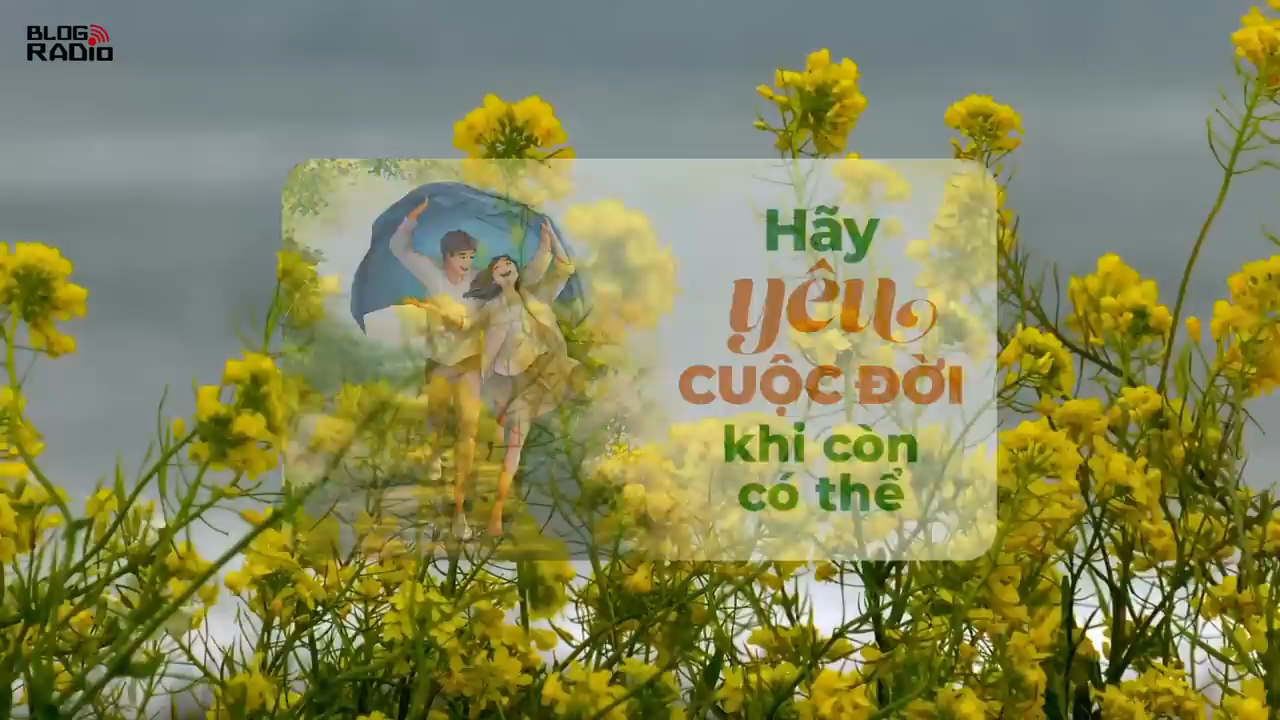 BLOG
RADIO
Hãy
yêu
CUỘC ĐỜI
khi còn
có thể